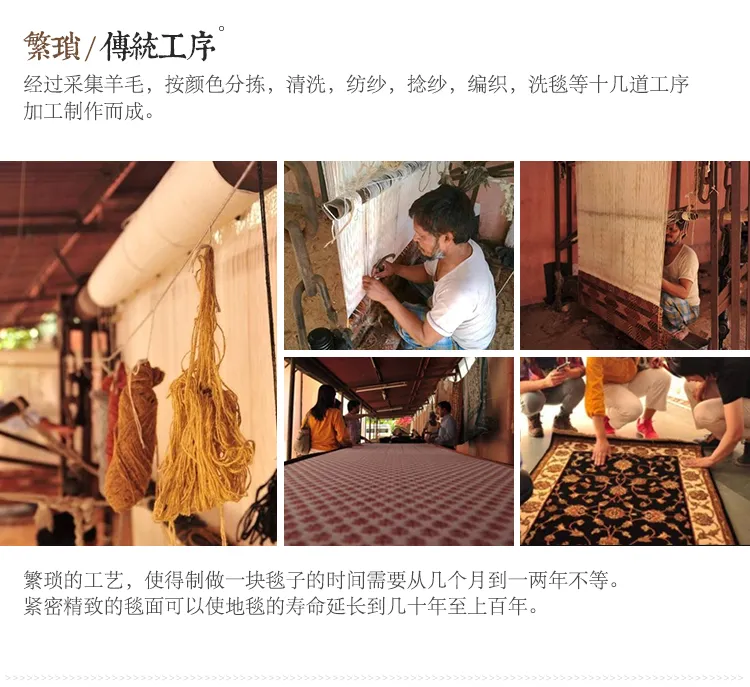 繁瑣/傳統工序。
经过采集羊毛，按颜色分拣，清洗，纺纱，捻纱，编织，洗毯等十几道工序
加工制作而成。
繁琐的工艺，使得制做一块毯子的时间需要从几个月到一两年不等。
紧密精致的毯面可以使地毯的寿命延长到几十年至上百年。